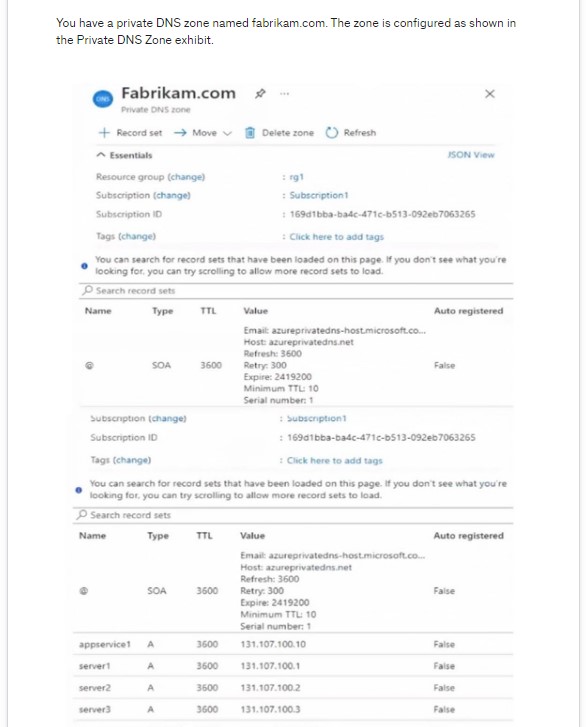 You have a private DNS zone named fabrikam.com. The zone is configured as shown in
the Private DNS Zone exhibit.
DNS Fabrikam.com ... ×
Private DNS zone
+ Record set → Move Delete zone Refresh
Essentials JSON View
Resource group (change) : rg1
Subscription (change) : Subscription1
Subscription ID : 169d1bba-ba4c-471c-b513-092eb7063265
Tags (change) : Click here to add tags
You can search for record sets that have been loaded on this page. If you don't see what you're
looking for, you can try scrolling to allow more record sets to load.
Search record sets
Name Type TTL Value Auto registered
Email: azureprivatedns-host.microsoft.co...
Host: azureprivatedns.net
Refresh: 3600
@ SOA 3600 Retry: 300 False
Expire: 2419200
Minimum TTL: 10
Serial number: 1
Subscription (change) : Subscription1
Subscription ID : 169d1bba-ba4c-471c-b513-092eb7063265
Tags (change) : Click here to add tags
You can search for record sets that have been loaded on this page. If you don't see what you're
looking for, you can try scrolling to allow more record sets to load.
Search record sets
Name Type TTL Value Auto registered
Email: azureprivatedns-host.microsoft.co...
Host: azureprivatedns.net
Refresh: 3600
@ SOA 3600 Retry: 300 False
Expire: 2419200
Minimum TTL: 10
Serial number: 1
appservice1 A 3600 131.107.100.10 False
server1 A 3600 131.107.100.1 False
server2 A 3600 131.107.100.2 False
server3 A 3600 131.107.100.3 False